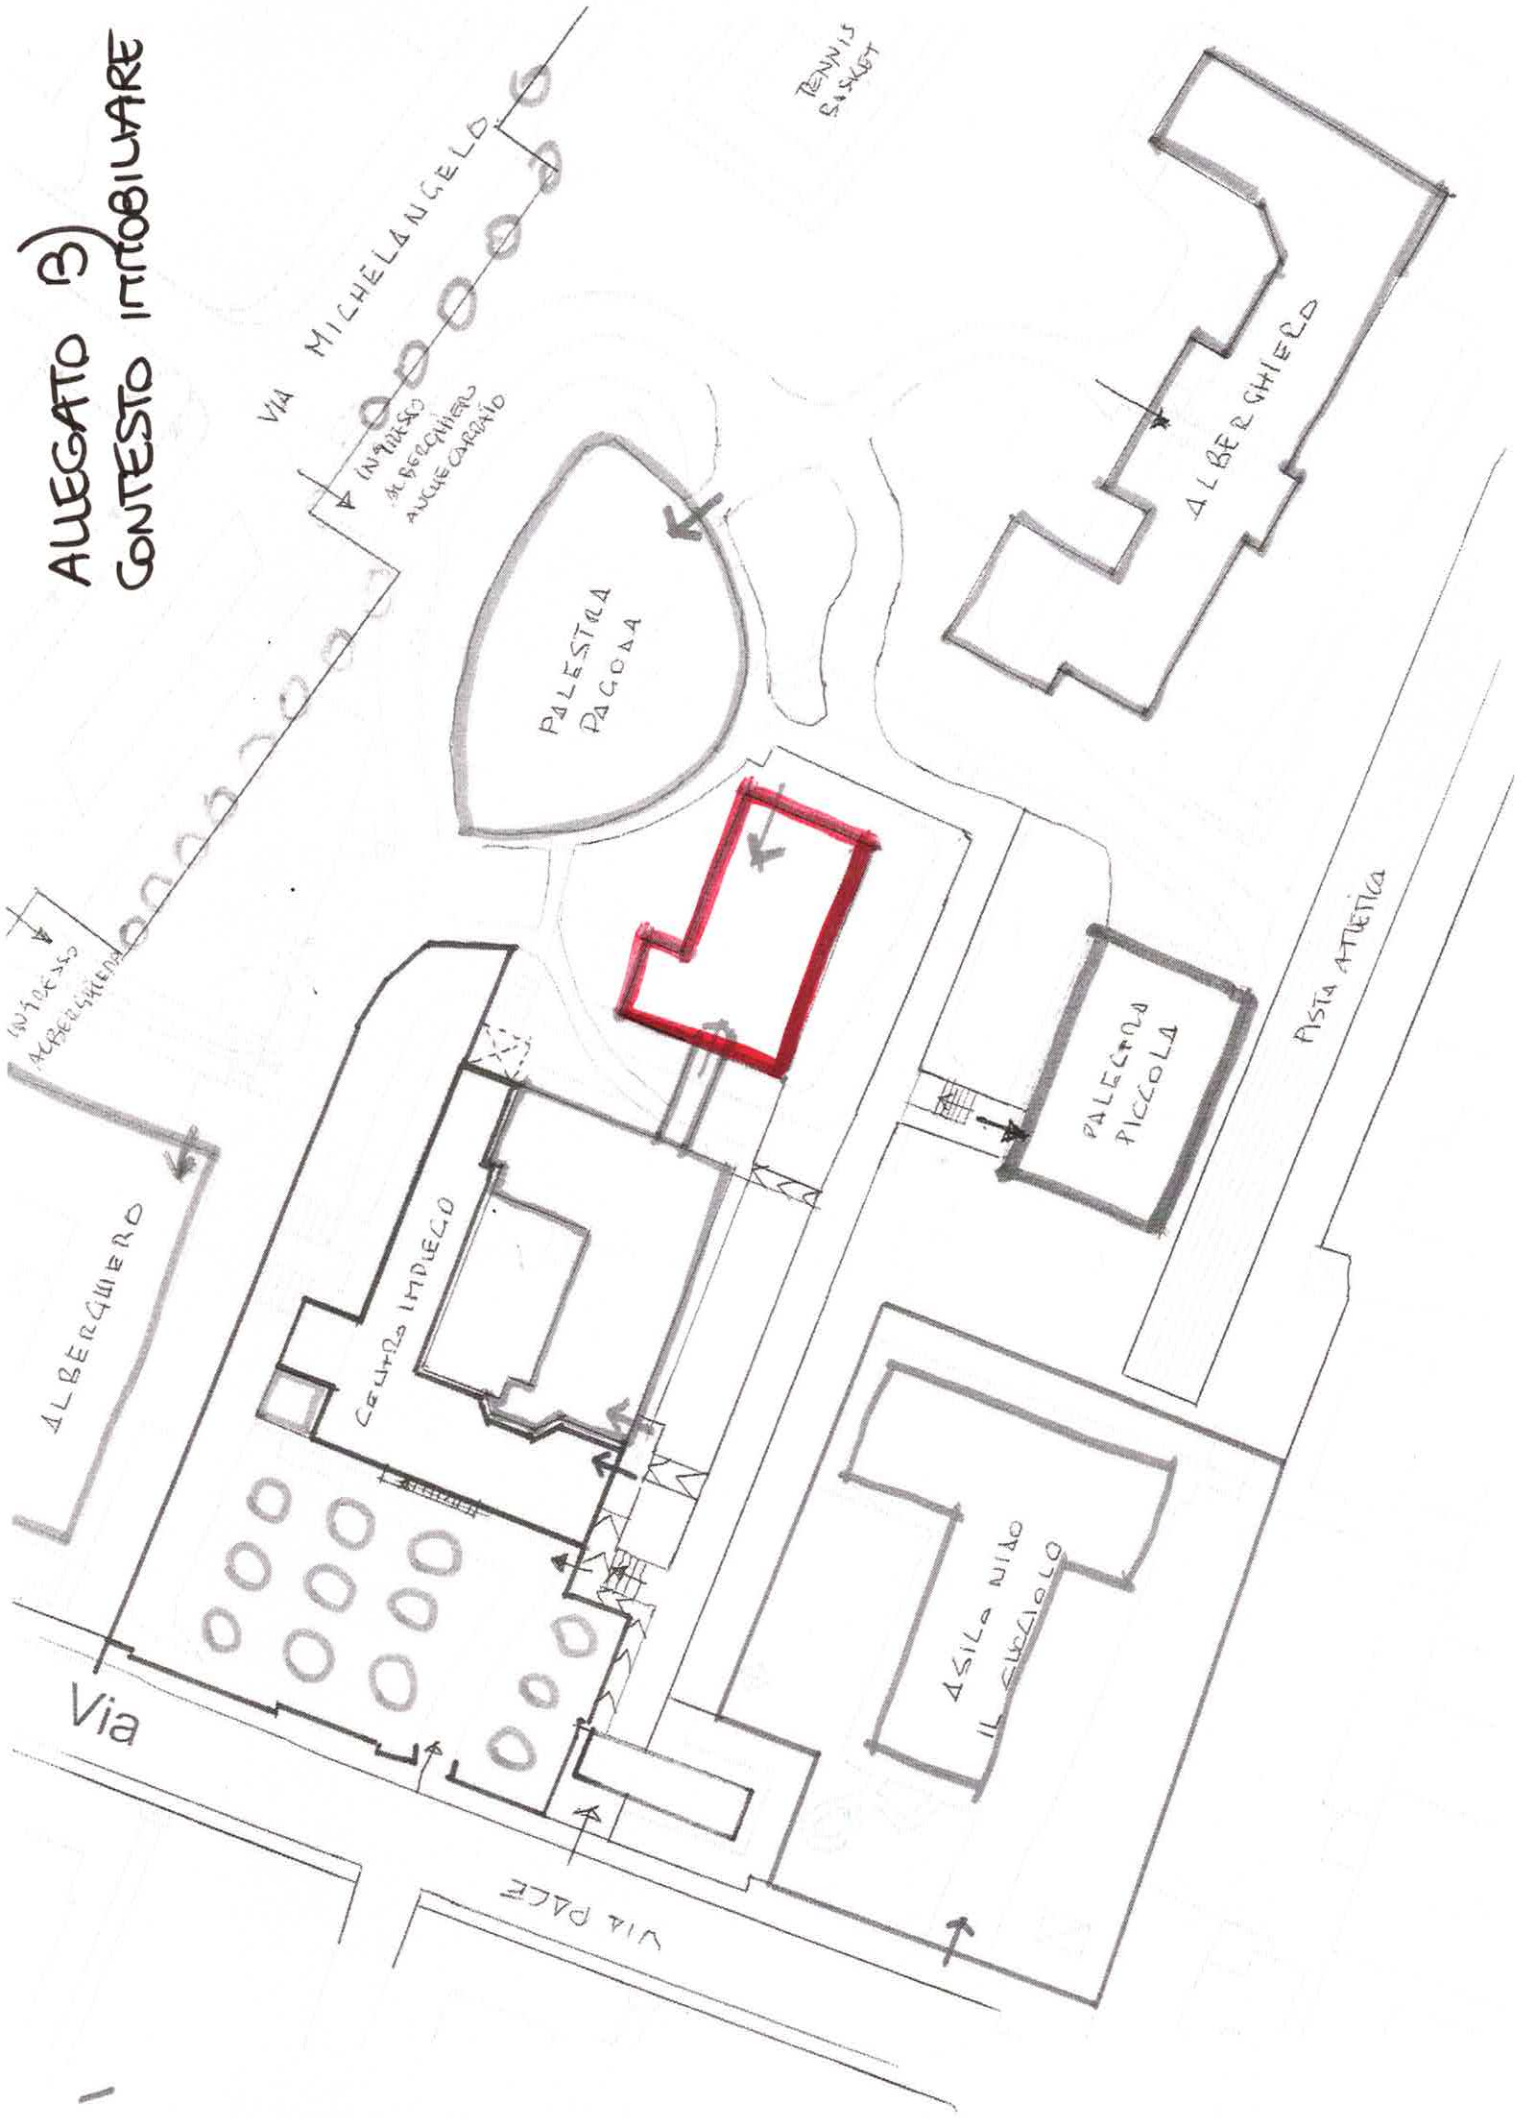 ALLEGATO B)
CONTESTO IMMOBILIARE
VIA MICHELANGELO
TENNIS
BASKET
INGRESSO
ALBERGHIERO
ANCHE CARRAIO
INGRESSO
ALBERGHIERO
PALESTRA
PAGODA
ALBERGHIERO
ALBERGHIERO
CENTRO IMPIEGO
PALESTRA
PICCOLA
PISTA ATLETICA
ASILO NIDO
IL CUCCIOLO
Via
VIA PACE